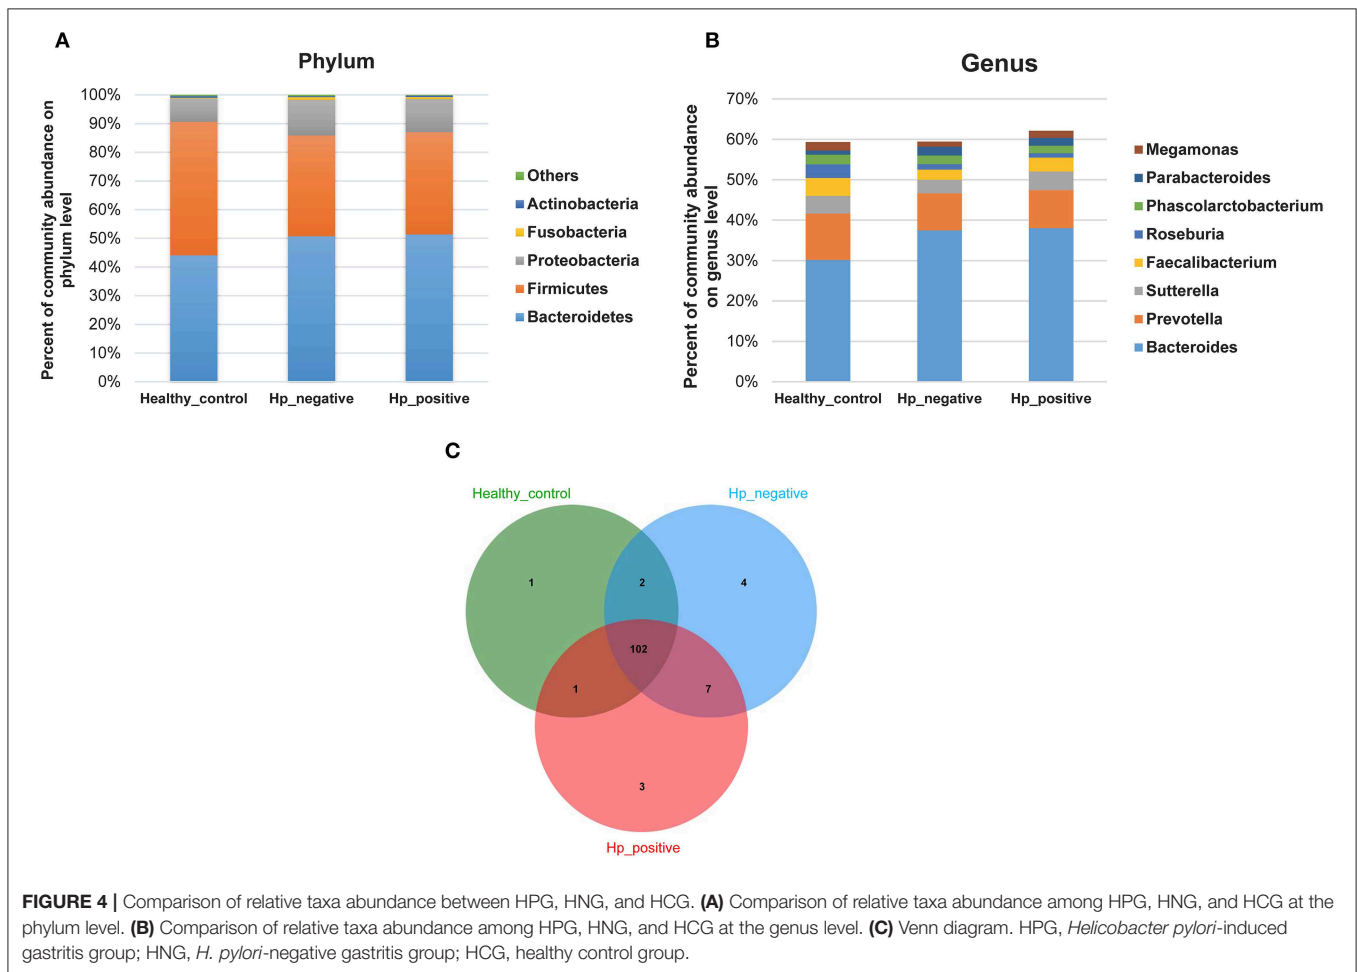 A
Phylum
Percent of community abundance on
phylum level
100%
90%
80%
70%
60%
50%
40%
30%
20%
10%
0%
Healthy_control
Hp_negative
Hp_positive
Others
Actinobacteria
Fusobacteria
Proteobacteria
Firmicutes
Bacteroidetes
B
Genus
Percent of community abundance
on genus level
70%
60%
50%
40%
30%
20%
10%
0%
Healthy_control
Hp_negative
Hp_positive
Megamonas
Parabacteroides
Phascolarctobacterium
Roseburia
Faecalibacterium
Sutterella
Prevotella
Bacteroides
C
Healthy_control
Hp_negative
1
2
4
102
1
7
3
Hp_positive
FIGURE 4 | Comparison of relative taxa abundance between HPG, HNG, and HCG. (A) Comparison of relative taxa abundance among HPG, HNG, and HCG at the
phylum level. (B) Comparison of relative taxa abundance among HPG, HNG, and HCG at the genus level. (C) Venn diagram. HPG, Helicobacter pylori-induced
gastritis group; HNG, H. pylori-negative gastritis group; HCG, healthy control group.